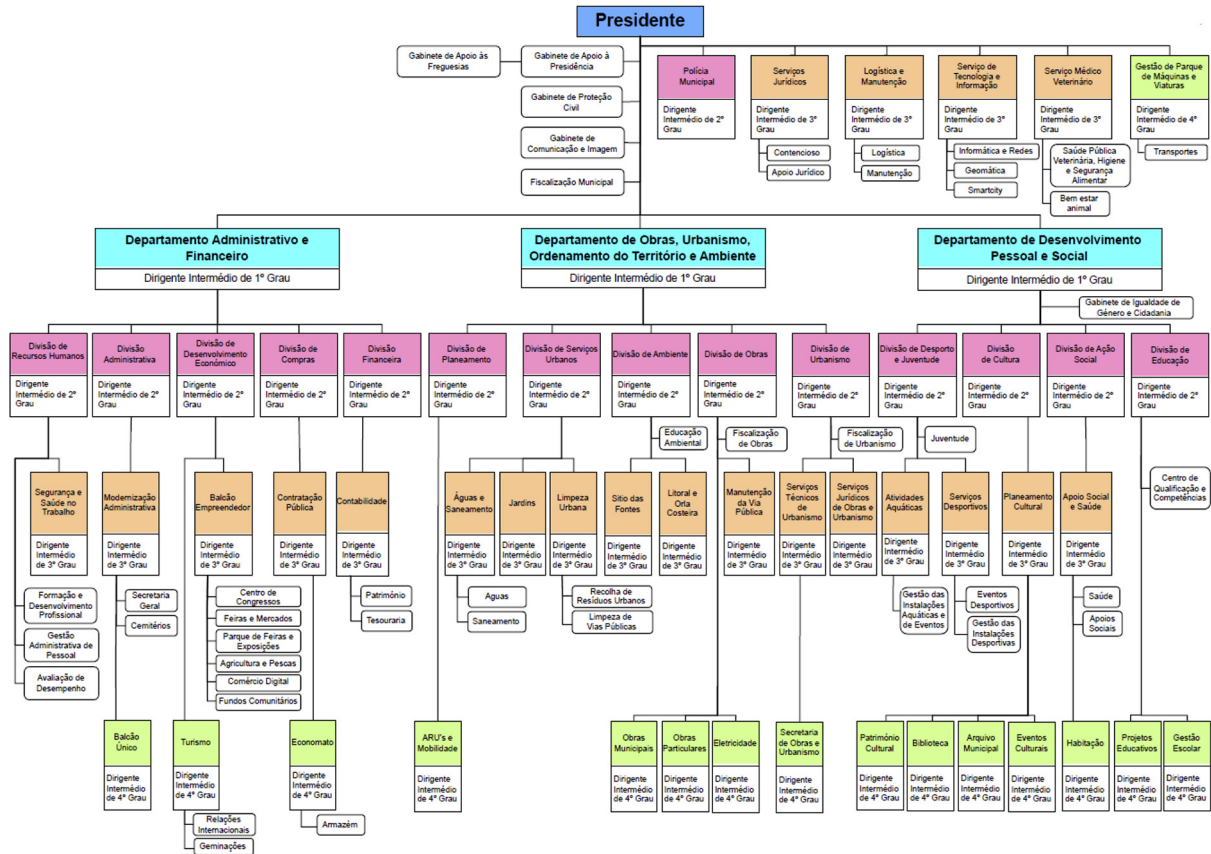 Presidente
Gabinete de Apoio às
Freguesias
Gabinete de Apoio à
Presidência
Gabinete de Proteção
Civil
Gabinete de
Comunicação e Imagem
Fiscalização Municipal
Polícia
Municipal
Dirigente
Intermédio de 2º
Grau
Serviços
Jurídicos
Dirigente
Intermédio de 3º
Grau
Contencioso
Apoio Jurídico
Logística e
Manutenção
Dirigente
Intermédio de 3º
Grau
Logística
Manutenção
Serviço de
Tecnologia e
Informação
Dirigente
Intermédio de 3º
Grau
Informática e Redes
Geomática
Smartcity
Serviço Médico
Veterinário
Dirigente
Intermédio de 3º
Grau
Saúde Pública
Veterinária, Higiene
e Segurança
Alimentar
Bem estar
animal
Gestão de Parque
de Máquinas e
Viaturas
Dirigente
Intermédio de 4º
Grau
Transportes
Departamento Administrativo e
Financeiro
Dirigente Intermédio de 1º Grau
Departamento de Obras, Urbanismo,
Ordenamento do Território e Ambiente
Dirigente Intermédio de 1º Grau
Departamento de Desenvolvimento
Pessoal e Social
Dirigente Intermédio de 1º Grau
Gabinete de Igualdade de
Género e Cidadania
Divisão de
Recursos Humanos
Dirigente
Intermédio de 2º
Grau
Divisão
Administrativa
Dirigente
Intermédio de 2º
Grau
Divisão de
Desenvolvimento
Económico
Dirigente
Intermédio de 2º
Grau
Divisão de
Compras
Dirigente
Intermédio de 2º
Grau
Divisão
Financeira
Dirigente
Intermédio de 2º
Grau
Divisão de
Planeamento
Dirigente
Intermédio de 2º
Grau
Divisão de Serviços
Urbanos
Dirigente
Intermédio de 2º
Grau
Divisão de Ambiente
Dirigente
Intermédio de 2º
Grau
Divisão de Obras
Dirigente
Intermédio de 2º
Grau
Divisão de
Urbanismo
Dirigente
Intermédio de 2º
Grau
Divisão de Desporto
e Juventude
Dirigente
Intermédio de 2º
Grau
Divisão
de Cultura
Dirigente
Intermédio de 2º
Grau
Divisão de Ação
Social
Dirigente
Intermédio de 2º
Grau
Divisão de
Educação
Dirigente
Intermédio de 2º
Grau
Educação
Ambiental
Fiscalização
de Obras
Fiscalização
de Urbanismo
Juventude
Centro de
Qualificação e
Competências
Segurança e
Saúde no
Trabalho
Dirigente
Intermédio
de 3º Grau
Modernização
Administrativa
Dirigente
Intermédio
de 3º Grau
Balcão
Empreendedor
Dirigente
Intermédio
de 3º Grau
Contratação
Pública
Dirigente
Intermédio
de 3º Grau
Contabilidade
Dirigente
Intermédio
de 3º Grau
Águas e
Saneamento
Dirigente
Intermédio
de 3º Grau
Jardins
Dirigente
Intermédio
de 3º Grau
Limpeza
Urbana
Dirigente
Intermédio
de 3º Grau
Sitio das
Fontes
Dirigente
Intermédio
de 3º Grau
Litoral e
Orla
Costeira
Dirigente
Intermédio
de 3º Grau
Manutenção
da Via
Pública
Dirigente
Intermédio
de 3º Grau
Serviços
Técnicos
de
Urbanismo
Dirigente
Intermédio
de 3º Grau
Serviços
Jurídicos
de Obras e
Urbanismo
Dirigente
Intermédio
de 3º Grau
Atividades
Aquáticas
Dirigente
Intermédio
de 3º Grau
Serviços
Desportivos
Dirigente
Intermédio
de 3º Grau
Planeamento
Cultural
Dirigente
Intermédio
de 3º Grau
Apoio Social
e Saúde
Dirigente
Intermédio
de 3º Grau
Formação e
Desenvolvimento
Profissional
Gestão
Administrativa de
Pessoal
Avaliação de
Desempenho
Secretaria
Geral
Cemitérios
Centro de
Congressos
Feiras e Mercados
Parque de Feiras e
Exposições
Agricultura e Pescas
Comércio Digital
Fundos Comunitários
Património
Tesouraria
Aguas
Saneamento
Recolha de
Resíduos Urbanos
Limpeza de
Vias Públicas
Gestão das
Instalações
Aquáticas e
de Eventos
Eventos
Desportivos
Gestão das
Instalações
Desportivas
Saúde
Apoios
Sociais
Balcão
Único
Dirigente
Intermédio
de 4º Grau
Turismo
Dirigente
Intermédio
de 4º Grau
Relações
Internacionais
Geminações
Economato
Dirigente
Intermédio
de 4º Grau
Armazém
ARU's e
Mobilidade
Dirigente
Intermédio
de 4º Grau
Obras
Municipais
Dirigente
Intermédio
de 4º Grau
Obras
Particulares
Dirigente
Intermédio
de 4º Grau
Eletricidade
Dirigente
Intermédio
de 4º Grau
Secretaria
de Obras e
Urbanismo
Dirigente
Intermédio
de 4º Grau
Património
Cultural
Dirigente
Intermédio
de 4º Grau
Biblioteca
Dirigente
Intermédio
de 4º Grau
Arquivo
Municipal
Dirigente
Intermédio
de 4º Grau
Eventos
Culturais
Dirigente
Intermédio
de 4º Grau
Habitação
Dirigente
Intermédio
de 4º Grau
Projetos
Educativos
Dirigente
Intermédio
de 4º Grau
Gestão
Escolar
Dirigente
Intermédio
de 4º Grau